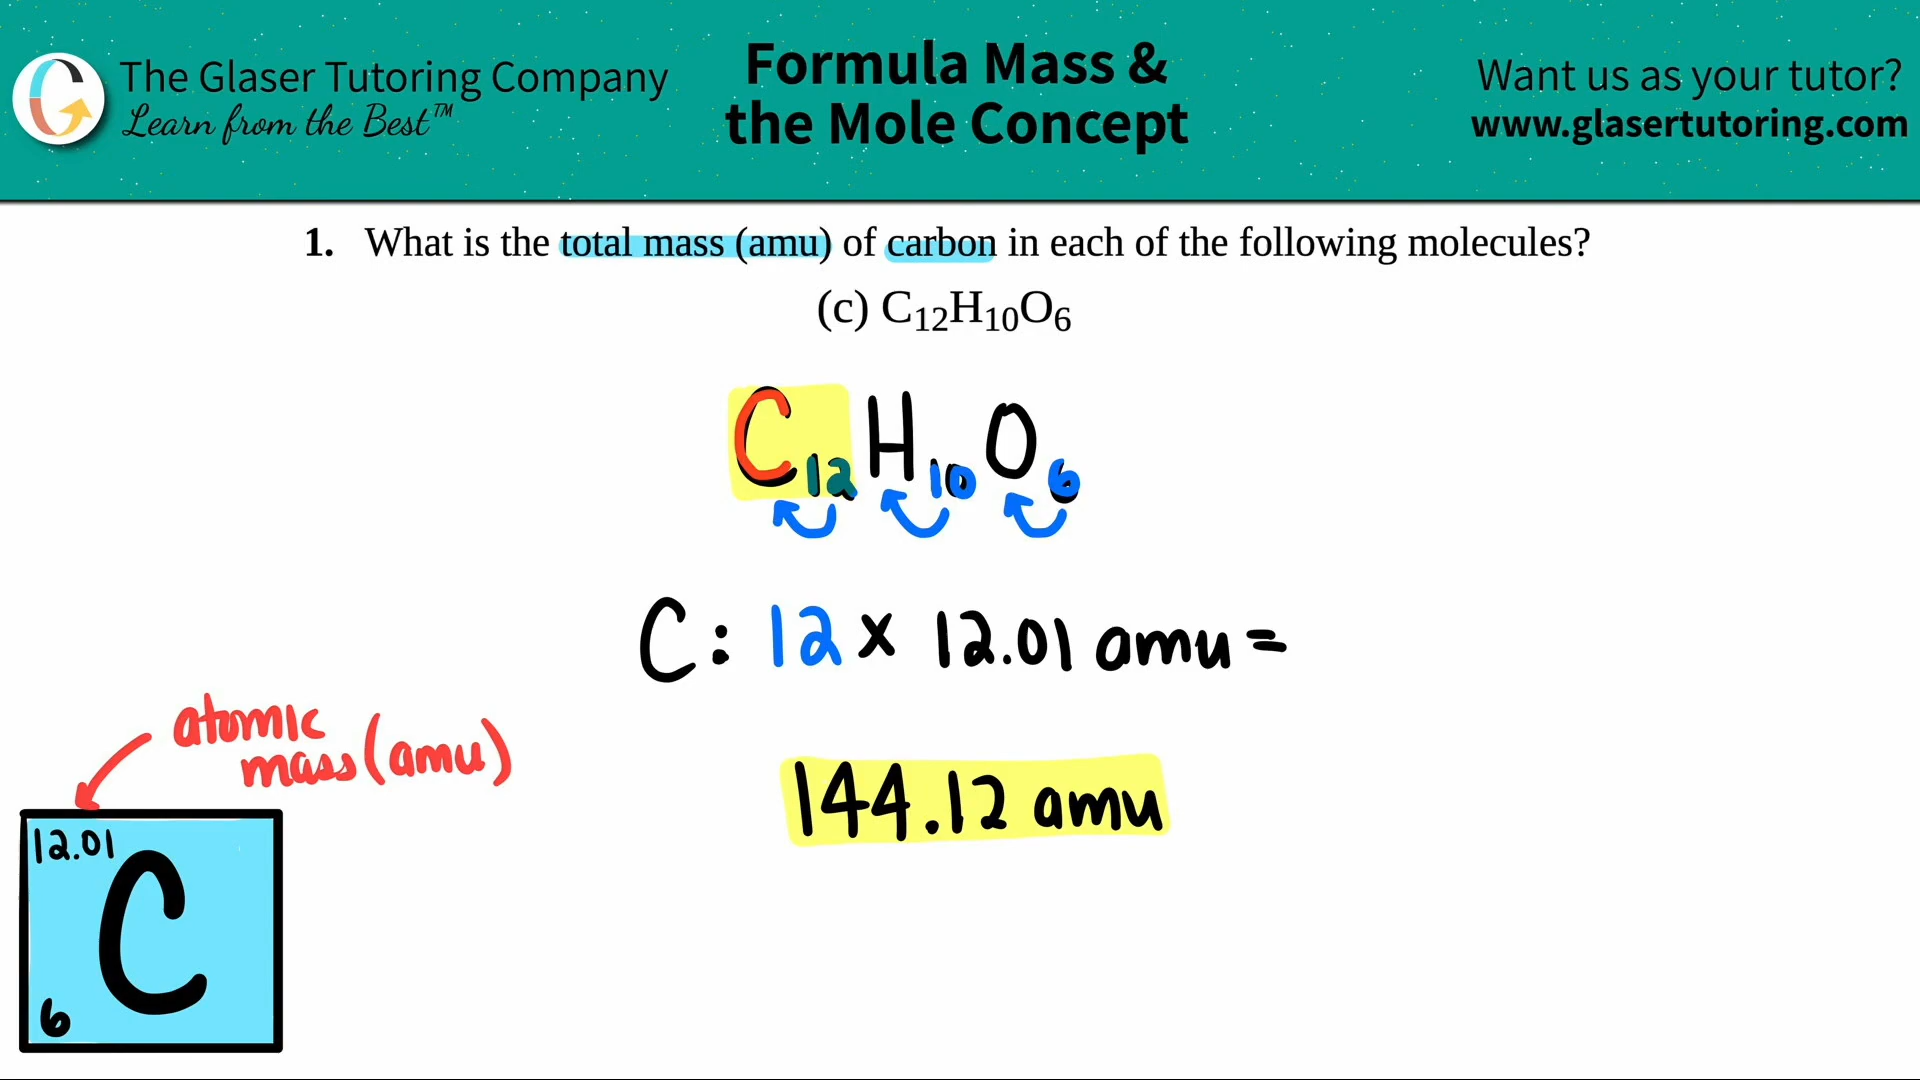 The Glaser Tutoring Company
Learn from the Best™
Formula Mass &
the Mole Concept
Want us as your tutor?
www.glasertutoring.com
1. What is the total mass (amu) of carbon in each of the following molecules?
(c) C₁₂H₁₀O₆
C₁₂H₁₀O₆
C: 12 x 12.01 amu =
144.12 amu
atomic
mass (amu)
12.01
C
6